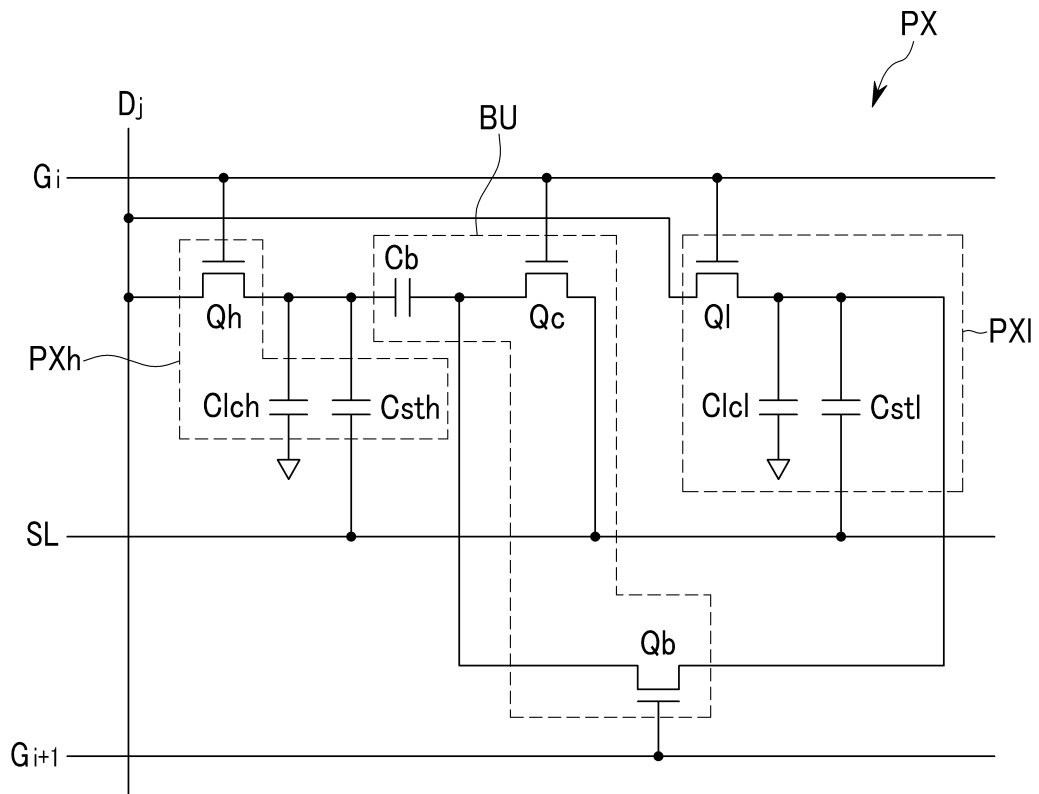 PX
Dj
BU
Gi
Cb
Qh
Qc
Ql
PXh
PXl
Clch
Csth
Clcl
Cstl
SL
Qb
Gi+1